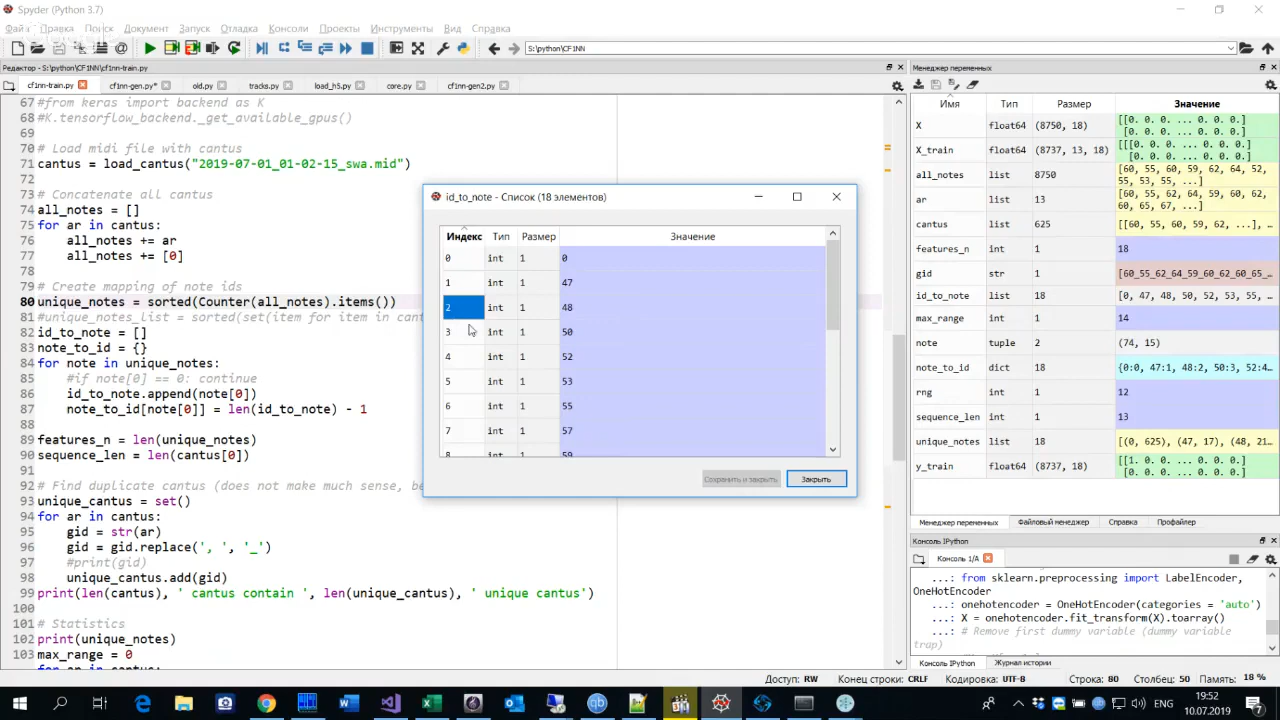 Spyder (Python 3.7)
Файл Правка Поиск Документ Запуск Отладка Консоли Проекты Инструменты Вид Справка
S:\python\CF1NN
Редактор - S:\python\CF1NN\cf1nn-train.py
cf1nn-train.py cf1nn-gen.py* old.py tracks.py load_h5.py core.py cf1nn-gen2.py
67 #from keras import backend as K
68 #K.tensorflow_backend._get_available_gpus()
69
70 # Load midi file with cantus
71 cantus = load_cantus("2019-07-01_01-02-15_swa.mid")
72
73 # Concatenate all cantus
74 all_notes = []
75 for ar in cantus:
76 all_notes += ar
77 all_notes += [0]
78
79 # Create mapping of note ids
80 unique_notes = sorted(Counter(all_notes).items())
81 #unique_notes_list = sorted(set(item for item in cant
82 id_to_note = []
83 note_to_id = {}
84 for note in unique_notes:
85 #if note[0] == 0: continue
86 id_to_note.append(note[0])
87 note_to_id[note[0]] = len(id_to_note) - 1
88
89 features_n = len(unique_notes)
90 sequence_len = len(cantus[0])
91
92 # Find duplicate cantus (does not make much sense, be
93 unique_cantus = set()
94 for ar in cantus:
95 gid = str(ar)
96 gid = gid.replace(', ', '_')
97 #print(gid)
98 unique_cantus.add(gid)
99 print(len(cantus), ' cantus contain ', len(unique_cantus), ' unique cantus')
100
101 # Statistics
102 print(unique_notes)
103 max_range = 0
104 for ar in cantus:
id_to_note - Список (18 элементов)
Индекс Тип Размер Значение
0 int 1 0
1 int 1 47
2 int 1 48
3 int 1 50
4 int 1 52
5 int 1 53
6 int 1 55
7 int 1 57
8 int 1 59
Сохранить и закрыть Закрыть
Менеджер переменных
Имя Тип Размер Значение
X float64 (8750, 18) [[0. 0. 0. ... 0. 0. 0.]
[0. 0. 0. ... 0. 0. 0.]
X_train float64 (8737, 13, 18) [[[0. 0. 0. ... 0. 0. 0.]
[0. 0. 0. ... 0. 0. 0.]
all_notes list 8750 [60, 55, 60, 59, 62, 64, 52, 55, 53, 55, ...]
ar list 13 [60, 55, 62, 64, 59, 60, 62, 60, 65, 67, ...]
cantus list 625 [[60, 55, 60, 59, 62, ...], ...]
features_n int 1 18
gid str 1 [60_55_62_64_59_60_62_60_65_...
id_to_note list 18 [0, 47, 48, 50, 52, 53, 55, ...
max_range int 1 14
note tuple 2 (74, 15)
note_to_id dict 18 {0:0, 47:1, 48:2, 50:3, 52:4...
rng int 1 12
sequence_len int 1 13
unique_notes list 18 [(0, 625), (47, 17), (48, 21...
y_train float64 (8737, 18) [[1. 0. 0. ... 0. 0. 0.]
Менеджер переменных Файловый менеджер Справка Профайлер
Консоль IPython
Консоль 1/A
...: from sklearn.preprocessing import LabelEncoder,
OneHotEncoder
...: onehotencoder = OneHotEncoder(categories = 'auto')
...: X = onehotencoder.fit_transform(X).toarray()
...: # Remove first dummy variable (dummy variable
trap)
Консоль IPython Журнал истории
Доступ: RW Конец строки: CRLF Кодировка: UTF-8 Строка: 80 Столбец: 50 Память: 18 %
ENG
19:52
10.07.2019